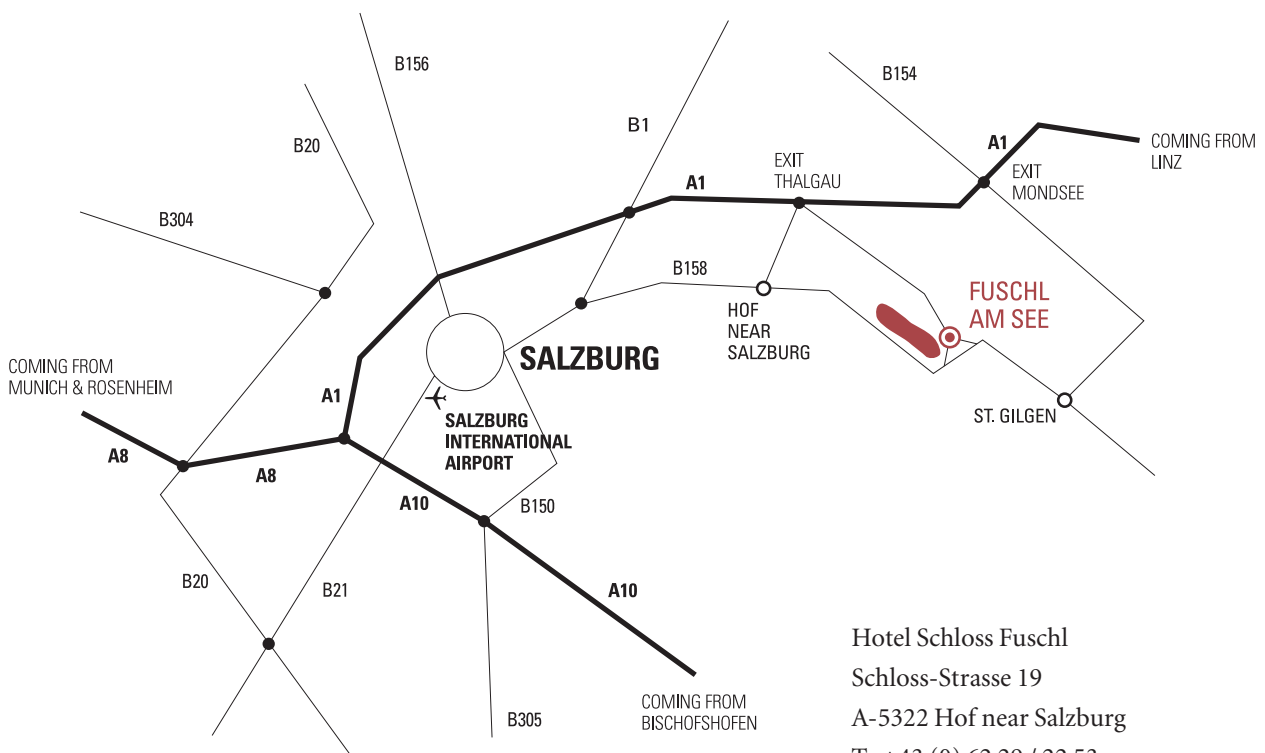 B156
B154
B20
B1
A1
COMING FROM
LINZ
EXIT
THALGAU
EXIT
MONDSEE
A1
B304
B158
HOF
NEAR
SALZBURG
FUSCHL
AM SEE
SALZBURG
COMING FROM
MUNICH & ROSENHEIM
A1
SALZBURG
INTERNATIONAL
AIRPORT
ST. GILGEN
A8
A8
A10
B150
B20
B21
A10
B305
COMING FROM
BISCHOFSHOFEN
Hotel Schloss Fuschl
Schloss-Strasse 19
A-5322 Hof near Salzburg